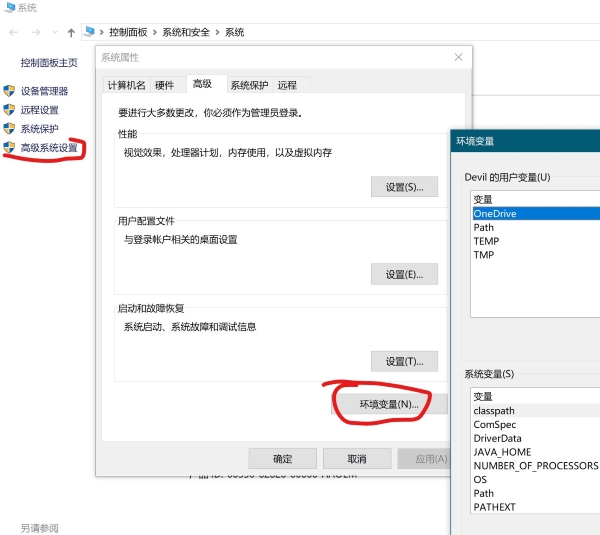 系统
控制面板 › 系统和安全 › 系统
控制面板主页
设备管理器
远程设置
系统保护
高级系统设置
系统属性
计算机名 硬件 高级 系统保护 远程
要进行大多数更改，你必须作为管理员登录。
性能
视觉效果，处理器计划，内存使用，以及虚拟内存
设置(S)...
用户配置文件
与登录帐户相关的桌面设置
设置(E)...
启动和故障恢复
系统启动、系统故障和调试信息
设置(T)...
环境变量(N)...
确定 取消 应用(A)
环境变量
Devil 的用户变量(U)
变量
OneDrive
Path
TEMP
TMP
系统变量(S)
变量
classpath
ComSpec
DriverData
JAVA_HOME
NUMBER_OF_PROCESSORS
OS
Path
PATHEXT
另请参阅